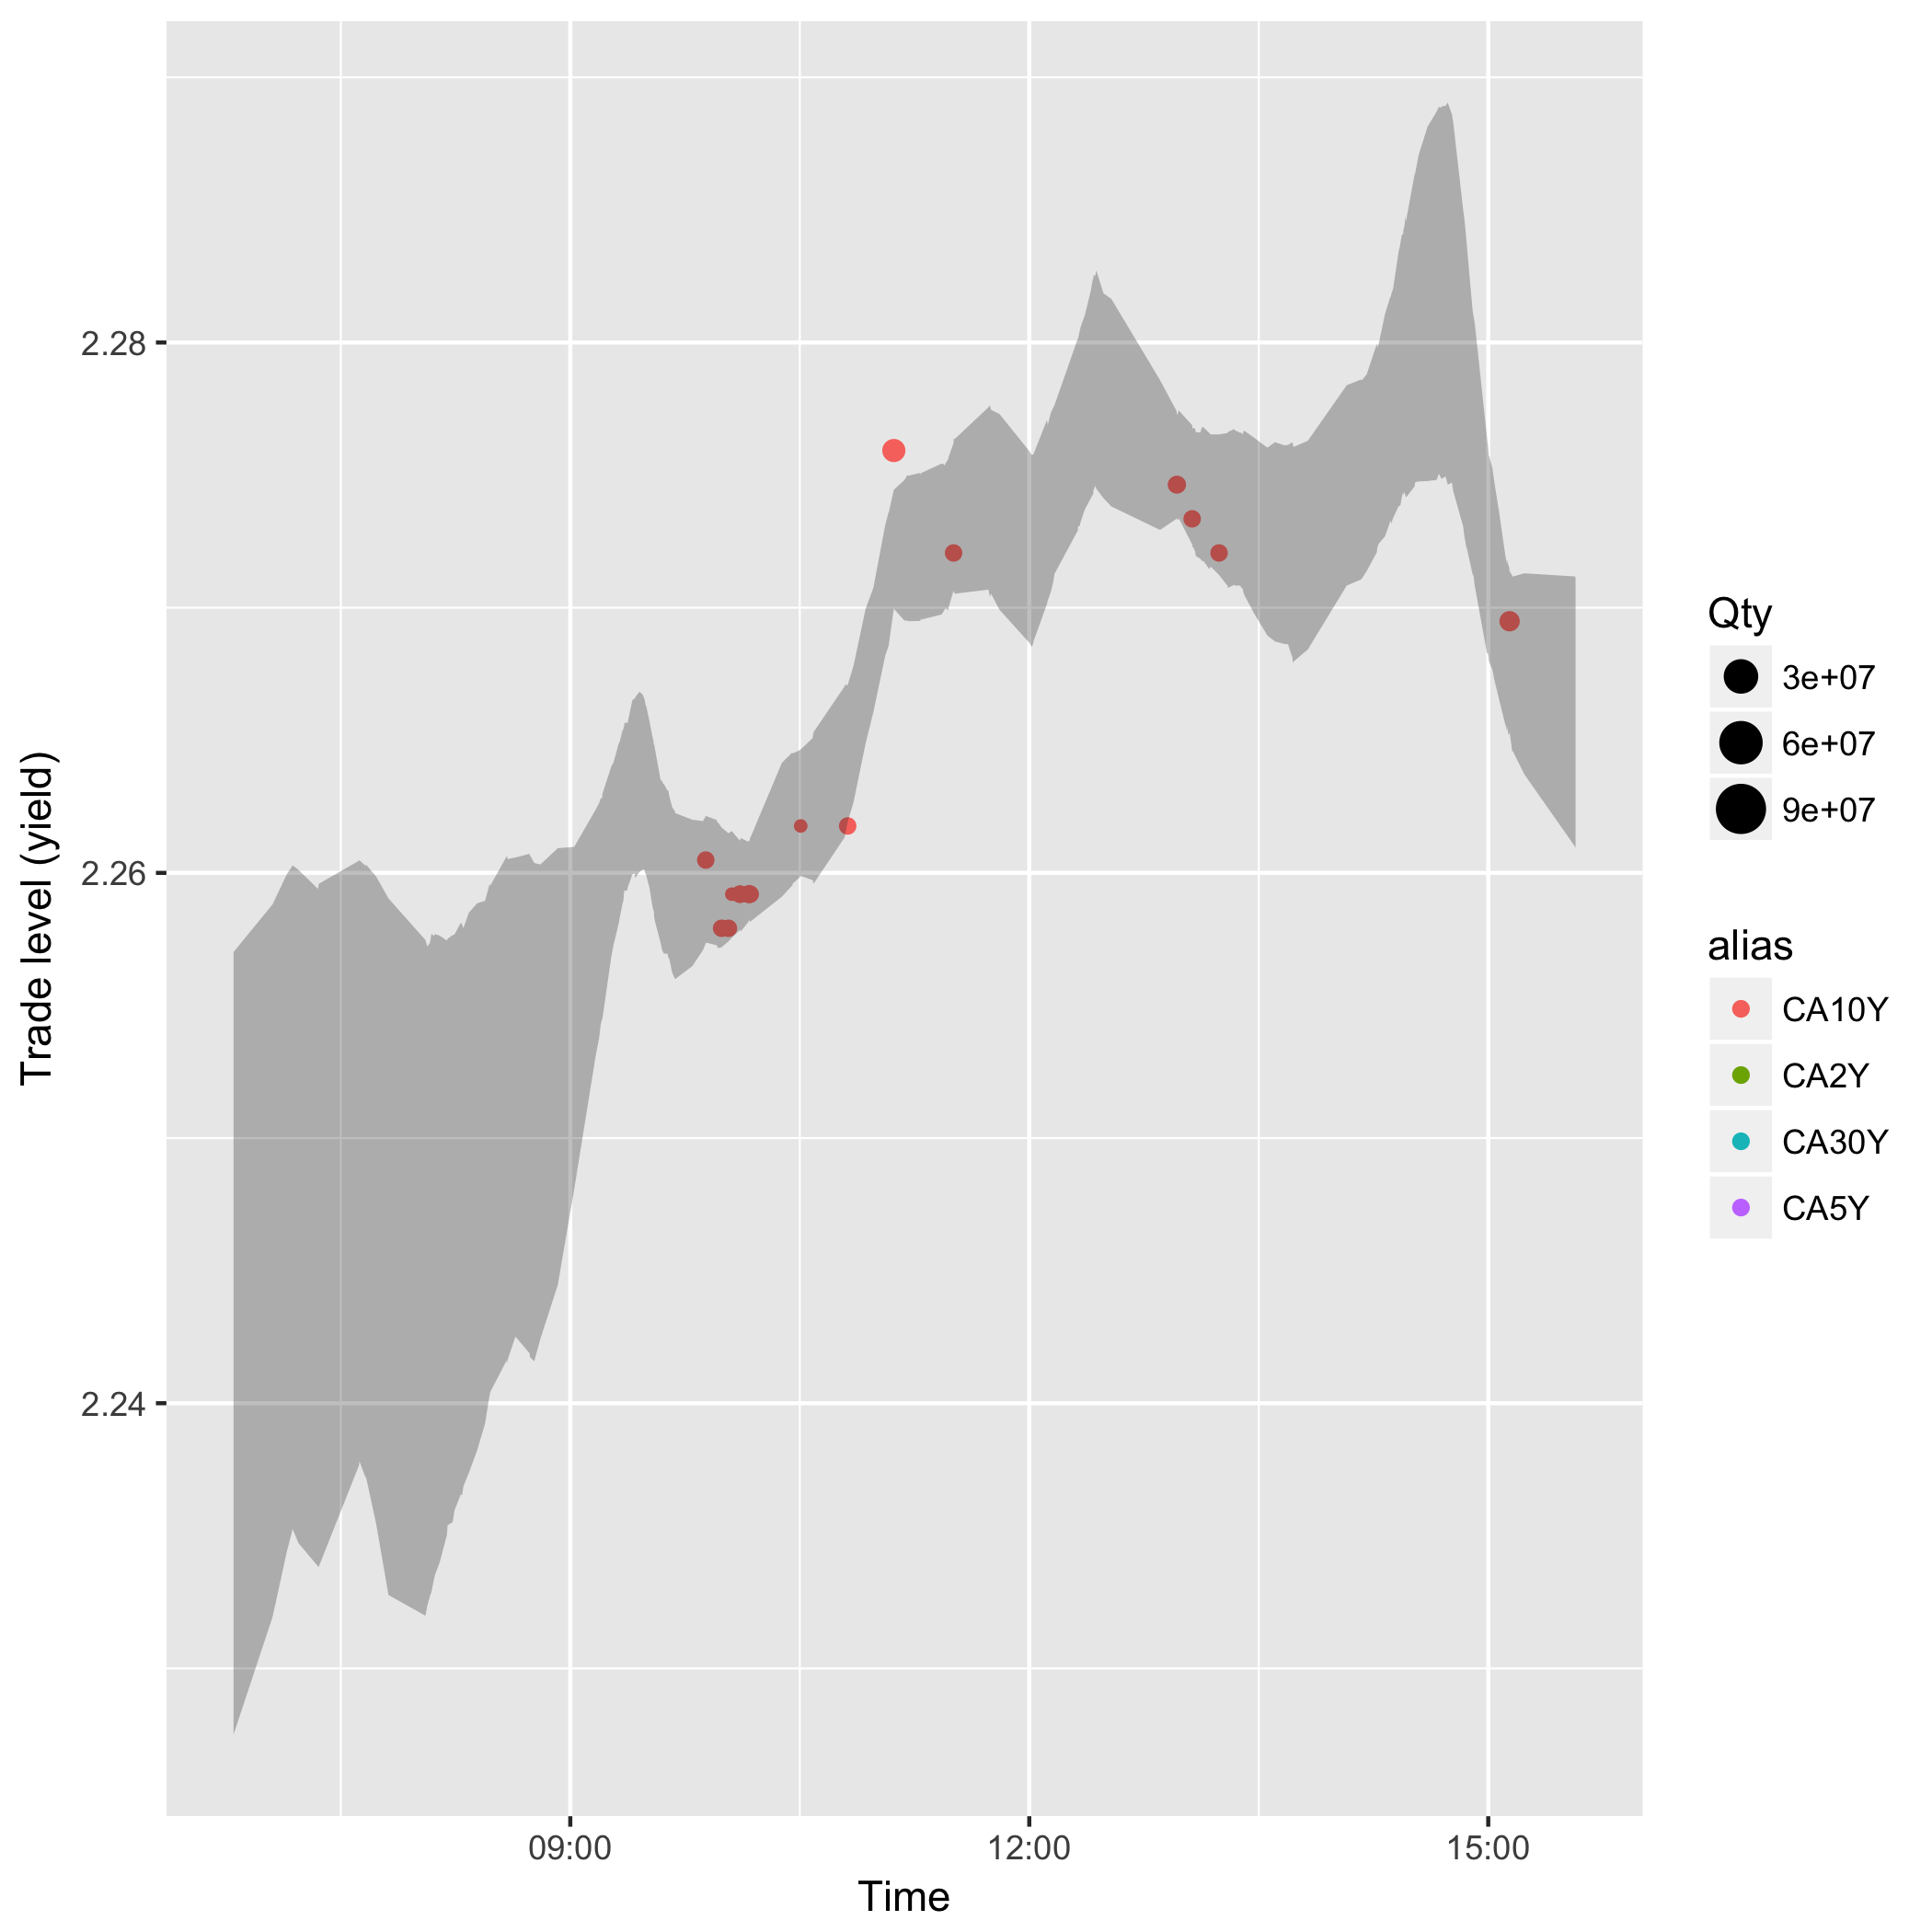 Trade level (yield)
2.28
2.26
2.24
09:00
12:00
15:00
Time
Qty
3e+07
6e+07
9e+07
alias
CA10Y
CA2Y
CA30Y
CA5Y